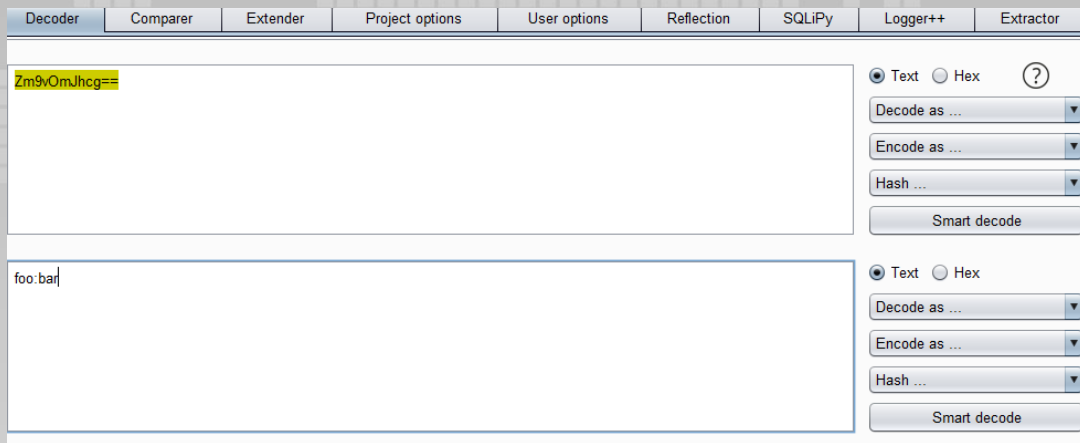 Decoder Comparer Extender Project options User options Reflection SQLiPy Logger++ Extractor
Zm9vOmJhcg==
Text Hex ?
Decode as ...
Encode as ...
Hash ...
Smart decode
foo:bar
Text Hex
Decode as ...
Encode as ...
Hash ...
Smart decode